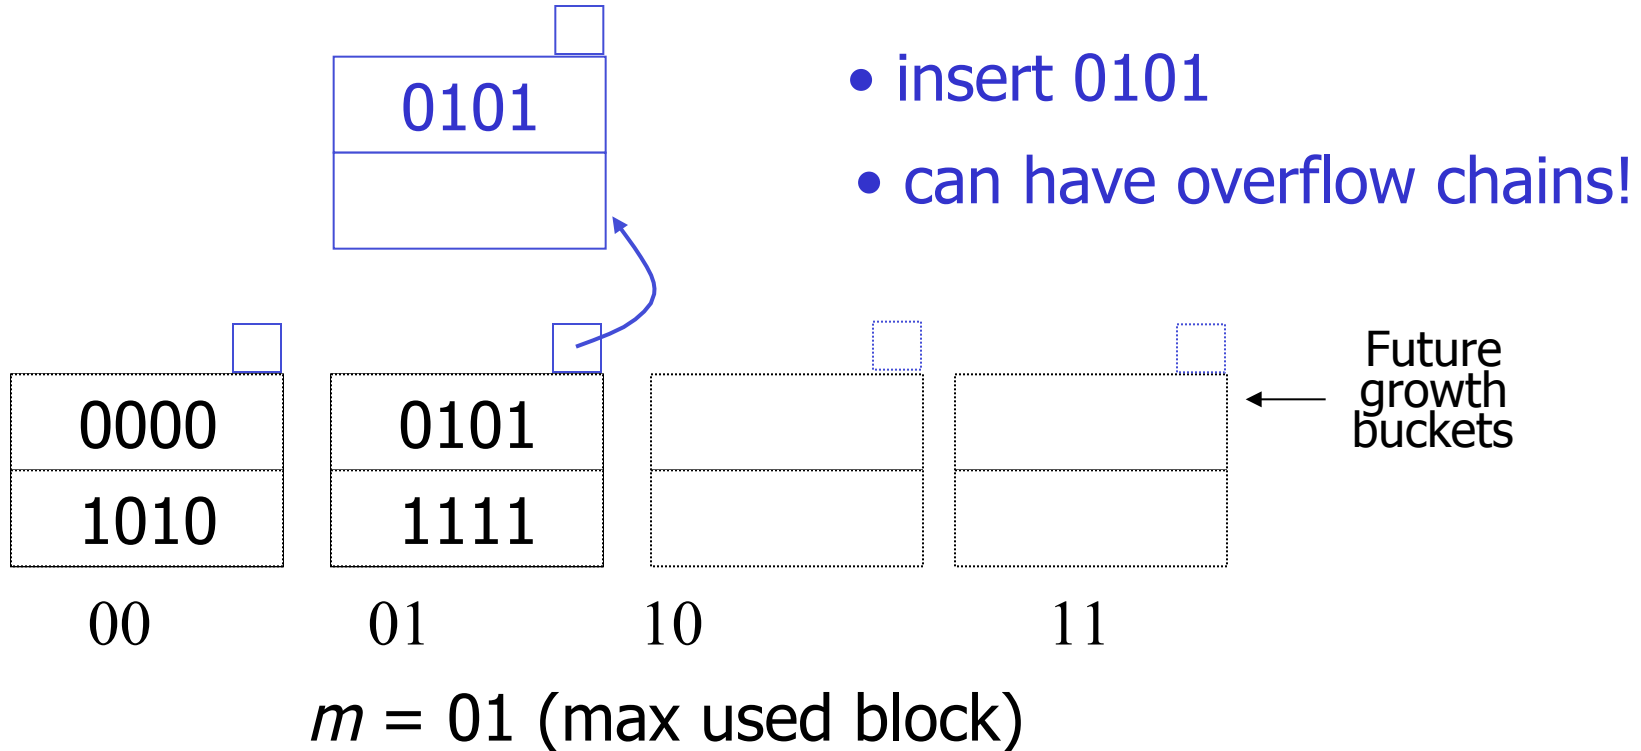 0101
• insert 0101
• can have overflow chains!
0000
1010
0101
1111
Future
growth
buckets
00
01
10
11
m = 01 (max used block)